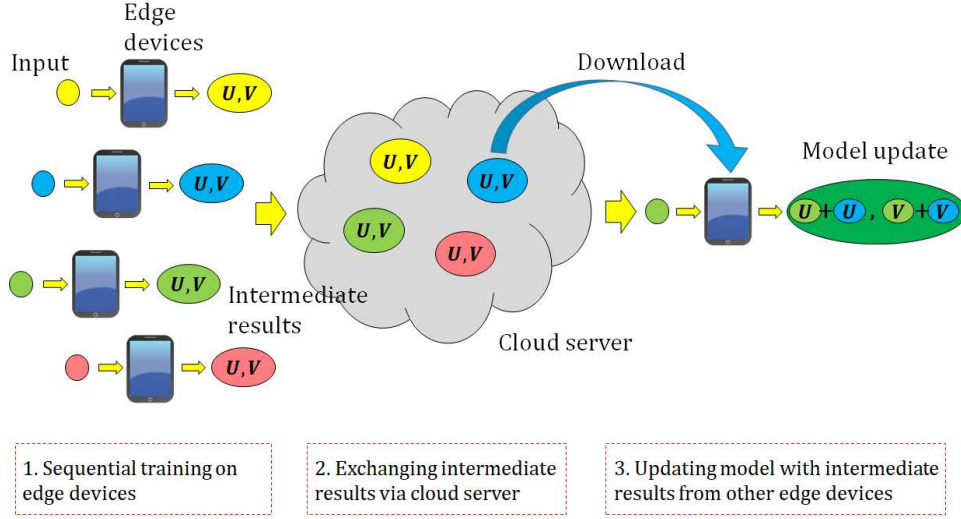 Edge
devices
Input
U,V
Download
U,V
U,V
U,V
Model update
U,V
U,V
U + U , V + V
U,V
U,V
Intermediate
results
Cloud server
U,V
1. Sequential training on
edge devices
2. Exchanging intermediate
results via cloud server
3. Updating model with intermediate
results from other edge devices